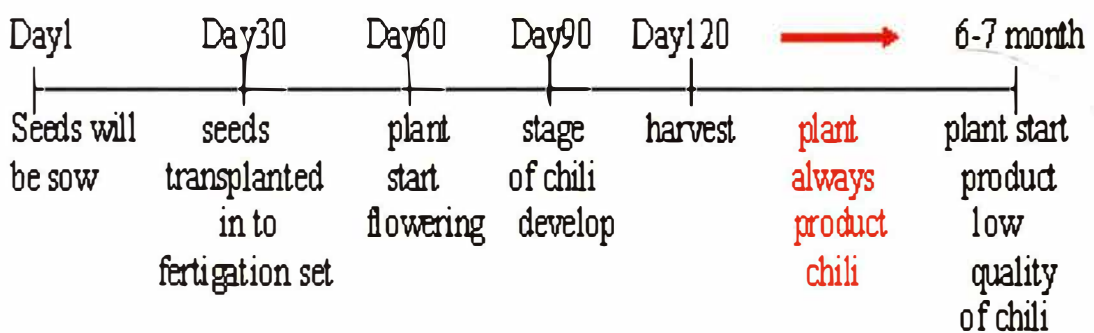 Day1 Day30 Day60 Day90 Day120 6-7 month
Seeds will
be sow
seeds
transplanted
in to
fertigation set
plant
start
flowering
stage
of chili
develop
harvest
plant
always
product
chili
plant start
product
low
quality
of chili